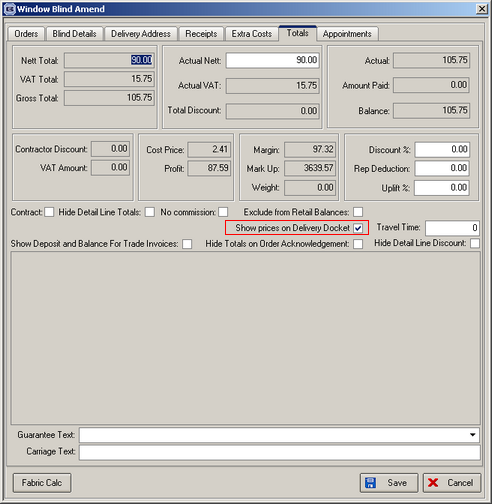 Window Blind Amend
Orders Blind Details Delivery Address Receipts Extra Costs Totals Appointments
Nett Total: 90.00 Actual Nett: 90.00 Actual: 105.75
VAT Total: 15.75 Actual VAT: 15.75 Amount Paid: 0.00
Gross Total: 105.75 Total Discount: 0.00 Balance: 105.75
Contractor Discount: 0.00 Cost Price: 2.41 Margin: 97.32 Discount %: 0.00
VAT Amount: 0.00 Profit: 87.59 Mark Up: 3639.57 Rep Deduction: 0.00
Weight: 0.00 Uplift %: 0.00
Contract: Hide Detail Line Totals: No commission: Exclude from Retail Balances:
Show prices on Delivery Docket Travel Time: 0
Show Deposit and Balance For Trade Invoices: Hide Totals on Order Acknowledgement: Hide Detail Line Discount:
Guarantee Text:
Carriage Text:
Fabric Calc Save Cancel